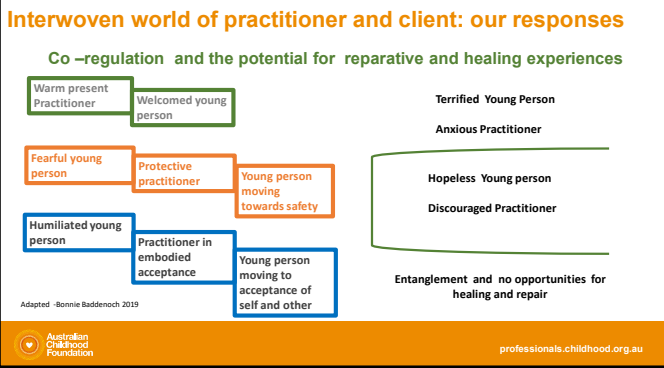 Interwoven world of practitioner and client: our responses
Co –regulation and the potential for reparative and healing experiences
Warm present
Practitioner
Welcomed young
person
Fearful young
person
Protective
practitioner
Young person
moving
towards safety
Humiliated young
person
Practitioner in
embodied
acceptance
Young person
moving to
acceptance of
self and other
Terrified Young Person
Anxious Practitioner
Hopeless Young person
Discouraged Practitioner
Entanglement and no opportunities for
healing and repair
Adapted -Bonnie Baddenoch 2019
Australian
Childhood
Foundation
professionals.childhood.org.au